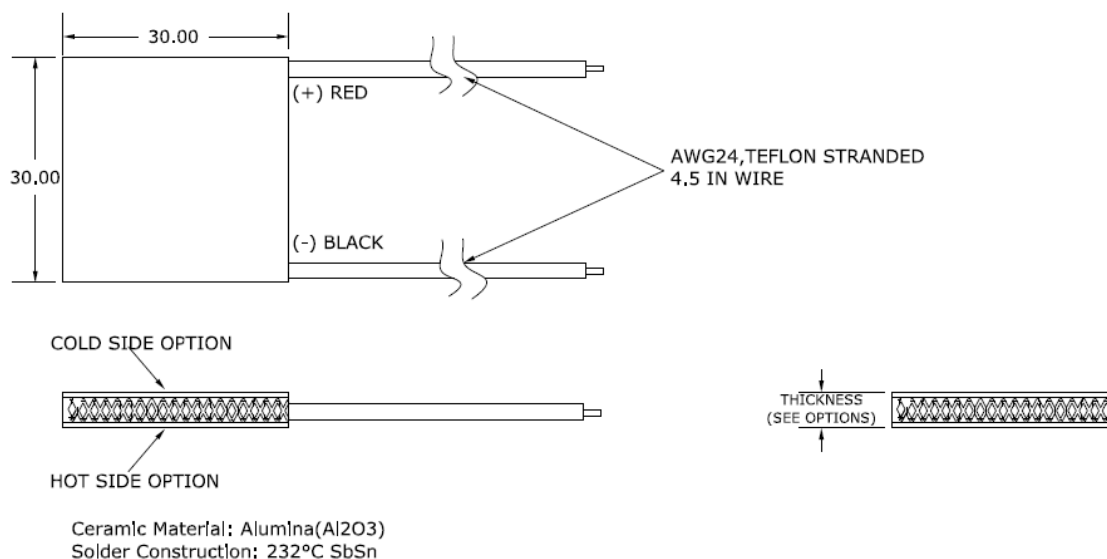 30.00
30.00
(+) RED
AWG24,TEFLON STRANDED
4.5 IN WIRE
(-) BLACK
COLD SIDE OPTION
THICKNESS
(SEE OPTIONS)
HOT SIDE OPTION
Ceramic Material: Alumina(Al2O3)
Solder Construction: 232°C SbSn